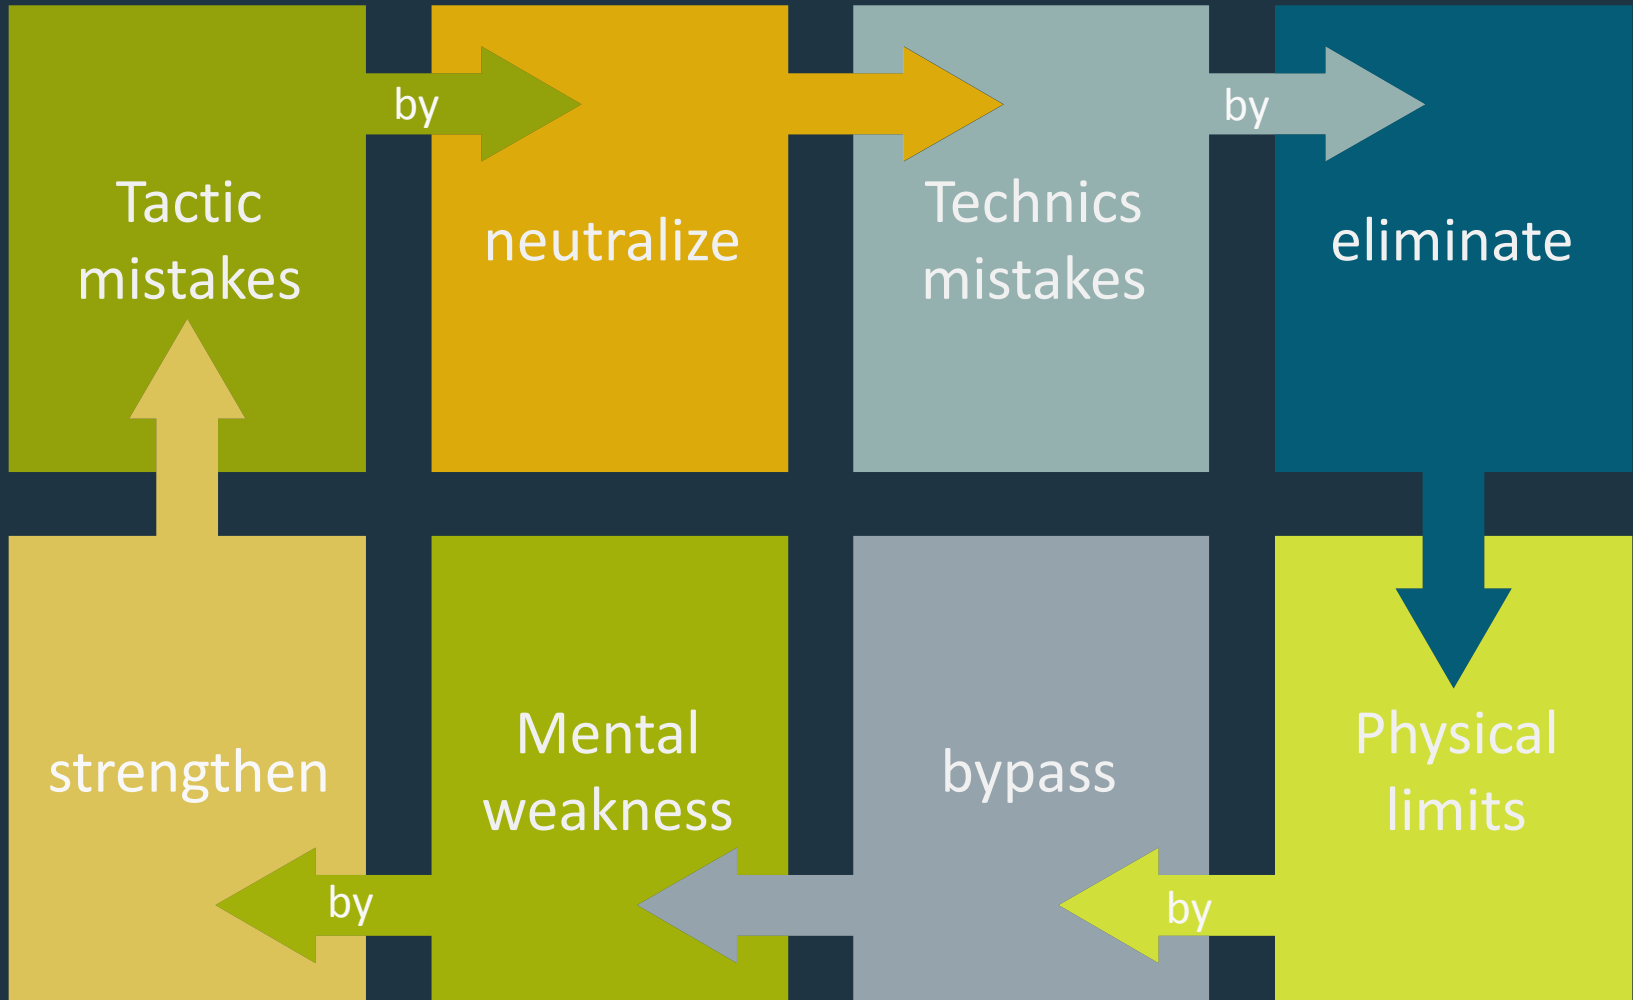 by
by
Tactic
mistakes
neutralize
Technics
mistakes
eliminate
strengthen
Mental
weakness
bypass
Physical
limits
by
by